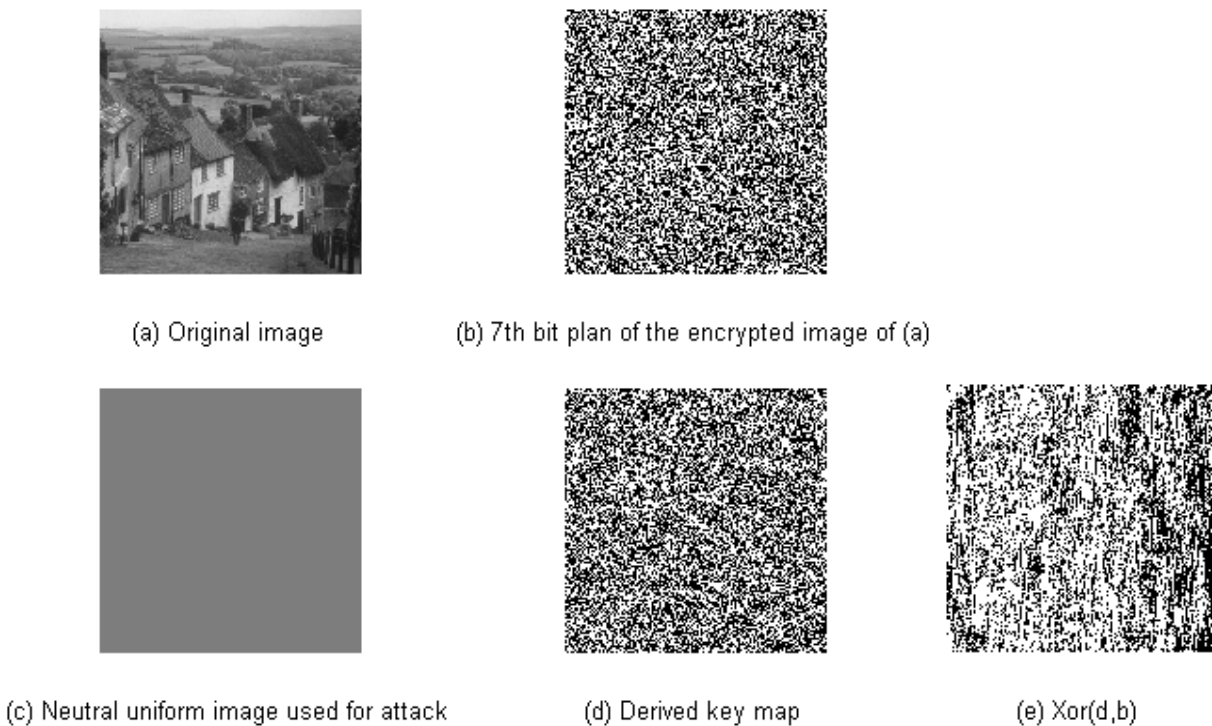 (a) Original image
(b) 7th bit plan of the encrypted image of (a)
(c) Neutral uniform image used for attack
(d) Derived key map
(e) Xor(d,b)